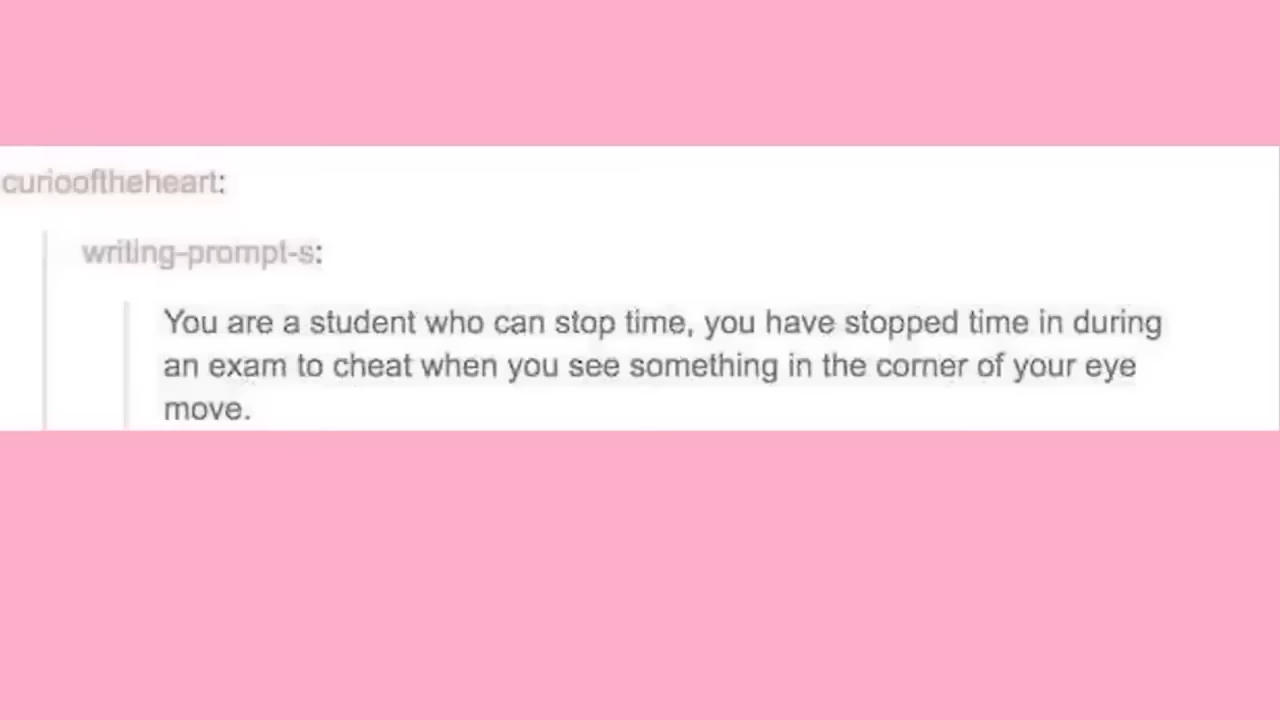 curiooftheheart:
writing-prompt-s:
You are a student who can stop time, you have stopped time in during
an exam to cheat when you see something in the corner of your eye
move.